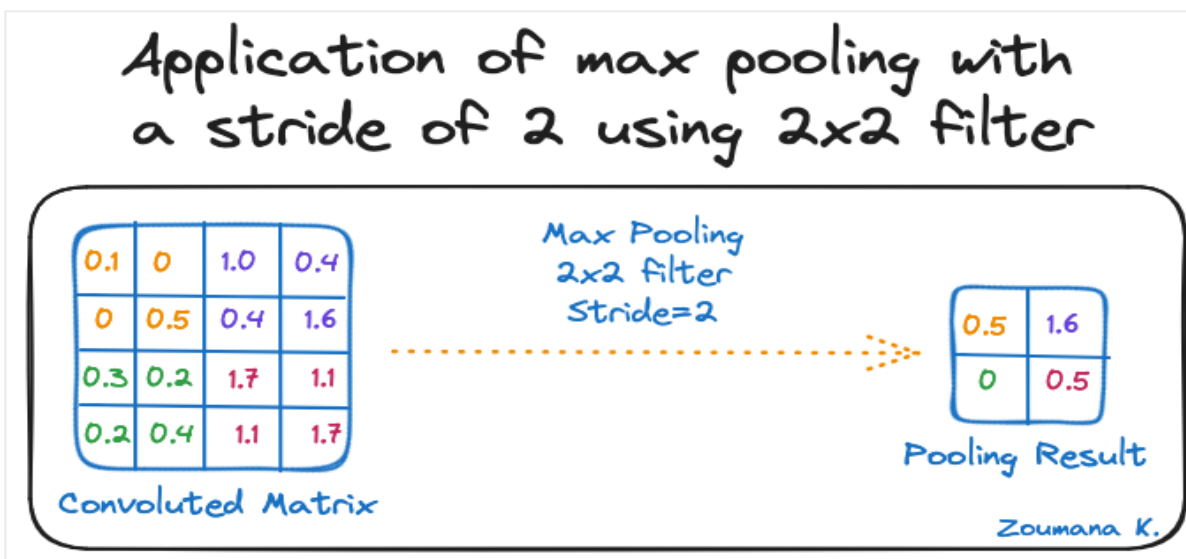 Application of max pooling with
a stride of 2 using 2x2 filter
0.1 0 1.0 0.4
0 0.5 0.4 1.6
0.3 0.2 1.7 1.1
0.2 0.4 1.1 1.7
Convoluted Matrix
Max Pooling
2x2 filter
Stride=2
0.5 1.6
0 0.5
Pooling Result
Zoumana K.